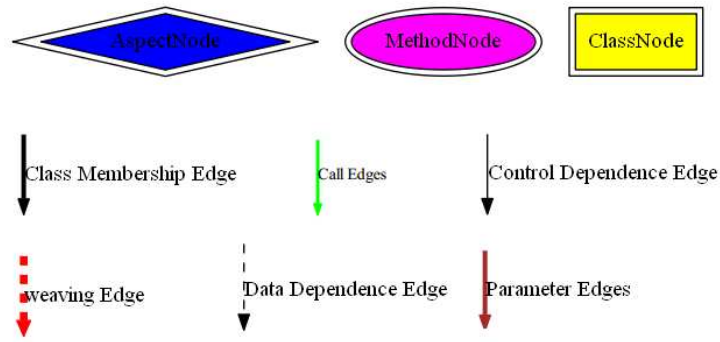 AspectNode
MethodNode
ClassNode
Class Membership Edge
Call Edges
Control Dependence Edge
weaving Edge
Data Dependence Edge
Parameter Edges